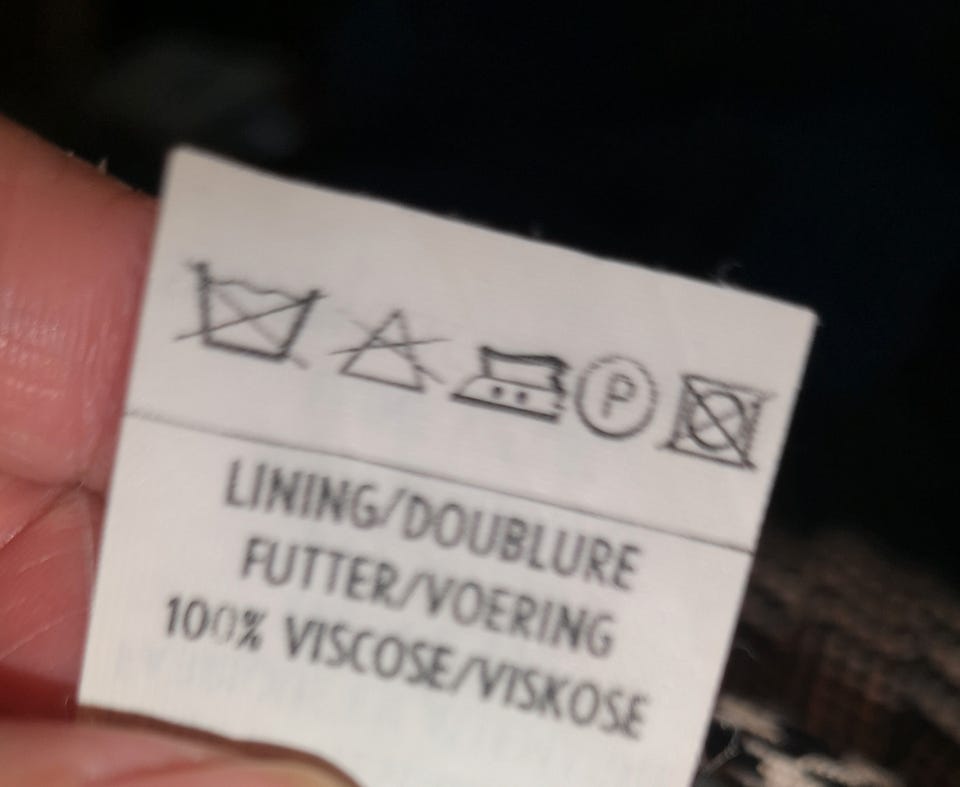 P
LINING/DOUBLURE
FUTTER/VOERING
100% VISCOSE/VISKOSE